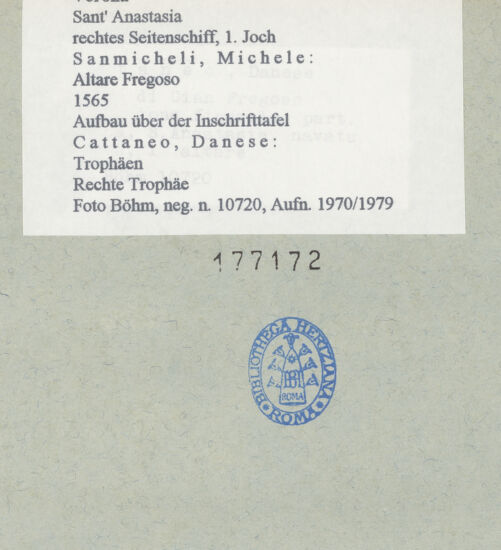 Sant' Anastasia
rechtes Seitenschiff, 1. Joch
Sanmicheli, Michele:
Altare Fregoso
1565
Aufbau über der Inschrifttafel
Cattaneo, Danese:
Trophäen
Rechte Trophäe
Foto Böhm, neg. n. 10720, Aufn. 1970/1979
177172
BIBLIOTHECA HERTZIANA
ROMA
ROMA